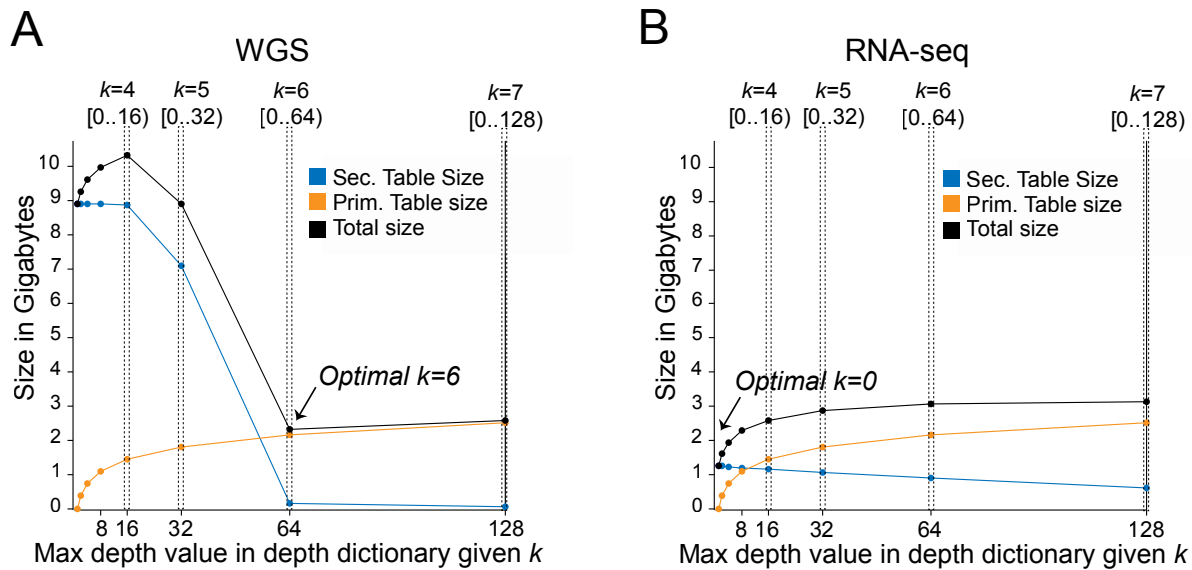 A
WGS
k=4
[0..16)
k=5
[0..32)
k=6
[0..64)
k=7
[0..128)
Sec. Table Size
Prim. Table size
Total size
Optimal k=6
Size in Gigabytes
10
9
8
7
6
5
4
3
2
1
0
8
16
32
64
128
Max depth value in depth dictionary given k
B
RNA-seq
k=4
[0..16)
k=5
[0..32)
k=6
[0..64)
k=7
[0..128)
Sec. Table Size
Prim. Table size
Total size
Optimal k=0
Size in Gigabytes
10
9
8
7
6
5
4
3
2
1
0
8
16
32
64
128
Max depth value in depth dictionary given k